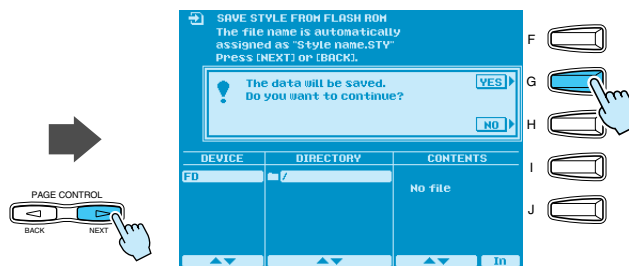 SAVE STYLE FROM FLASH ROM
The file name is automatically
assigned as "Style name.STY"
Press [NEXT] or [BACK].
The data will be saved.
Do you want to continue?
YES
NO
DEVICE DIRECTORY CONTENTS
FD
/
No file
In
F
G
H
I
J
PAGE CONTROL
BACK NEXT